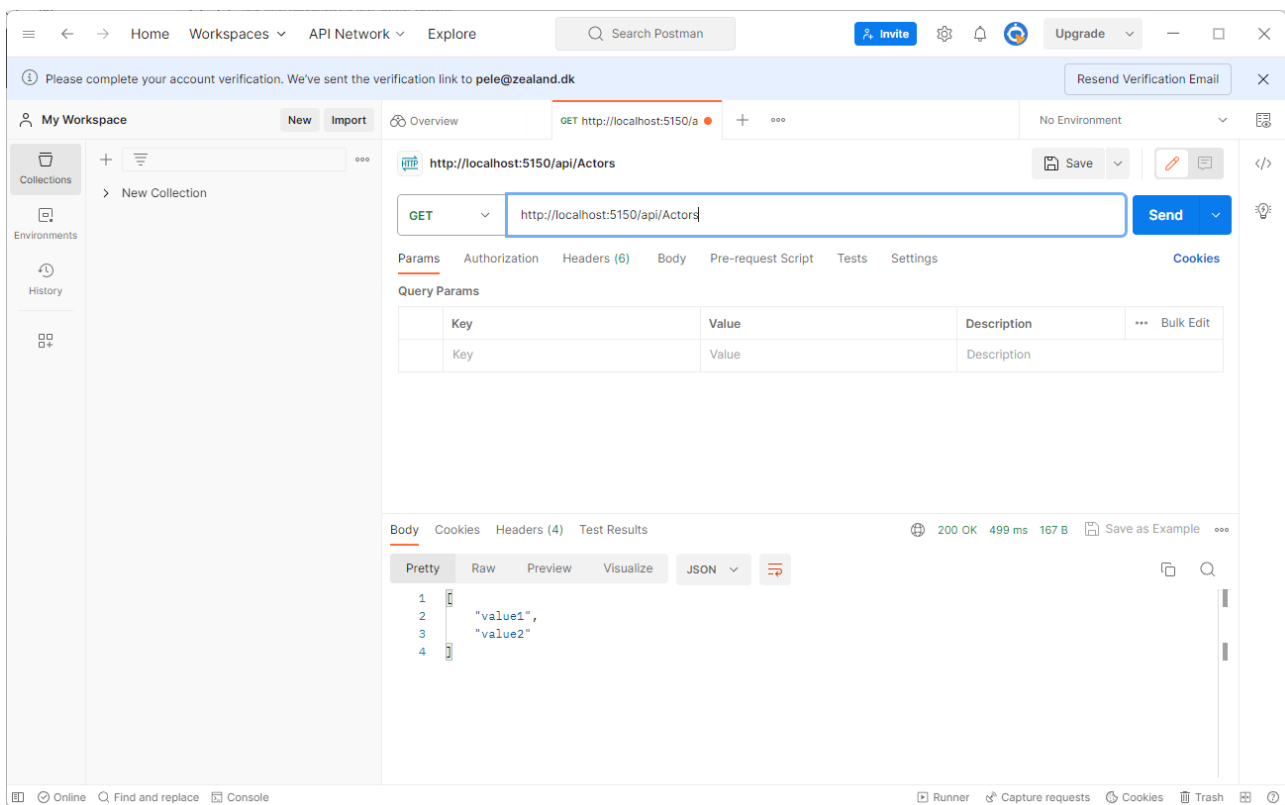 Home Workspaces API Network Explore Search Postman Invite Upgrade
Please complete your account verification. We've sent the verification link to pele@zealand.dk Resend Verification Email
My Workspace New Import Overview GET http://localhost:5150/a No Environment
Collections
Environments
History
New Collection
HTTP http://localhost:5150/api/Actors Save
GET http://localhost:5150/api/Actors Send
Params Authorization Headers (6) Body Pre-request Script Tests Settings Cookies
Query Params
Key Value Description Bulk Edit
Key Value Description
Body Cookies Headers (4) Test Results 200 OK 499 ms 167 B Save as Example
Pretty Raw Preview Visualize JSON
1 [
2 "value1",
3 "value2"
4 ]
Online Find and replace Console Runner Capture requests Cookies Trash